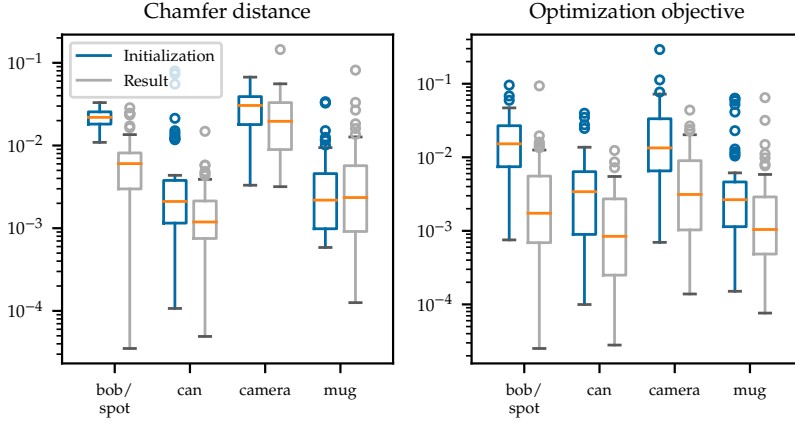 Chamfer distance
Optimization objective
Initialization
Result
10⁻¹
10⁻²
10⁻³
10⁻⁴
10⁻¹
10⁻²
10⁻³
10⁻⁴
bob/
spot
can
camera
mug
bob/
spot
can
camera
mug